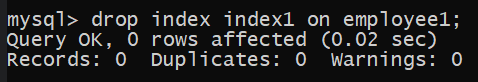 mysql> drop index index1 on employee1;
Query OK, 0 rows affected (0.02 sec)
Records: 0  Duplicates: 0  Warnings: 0